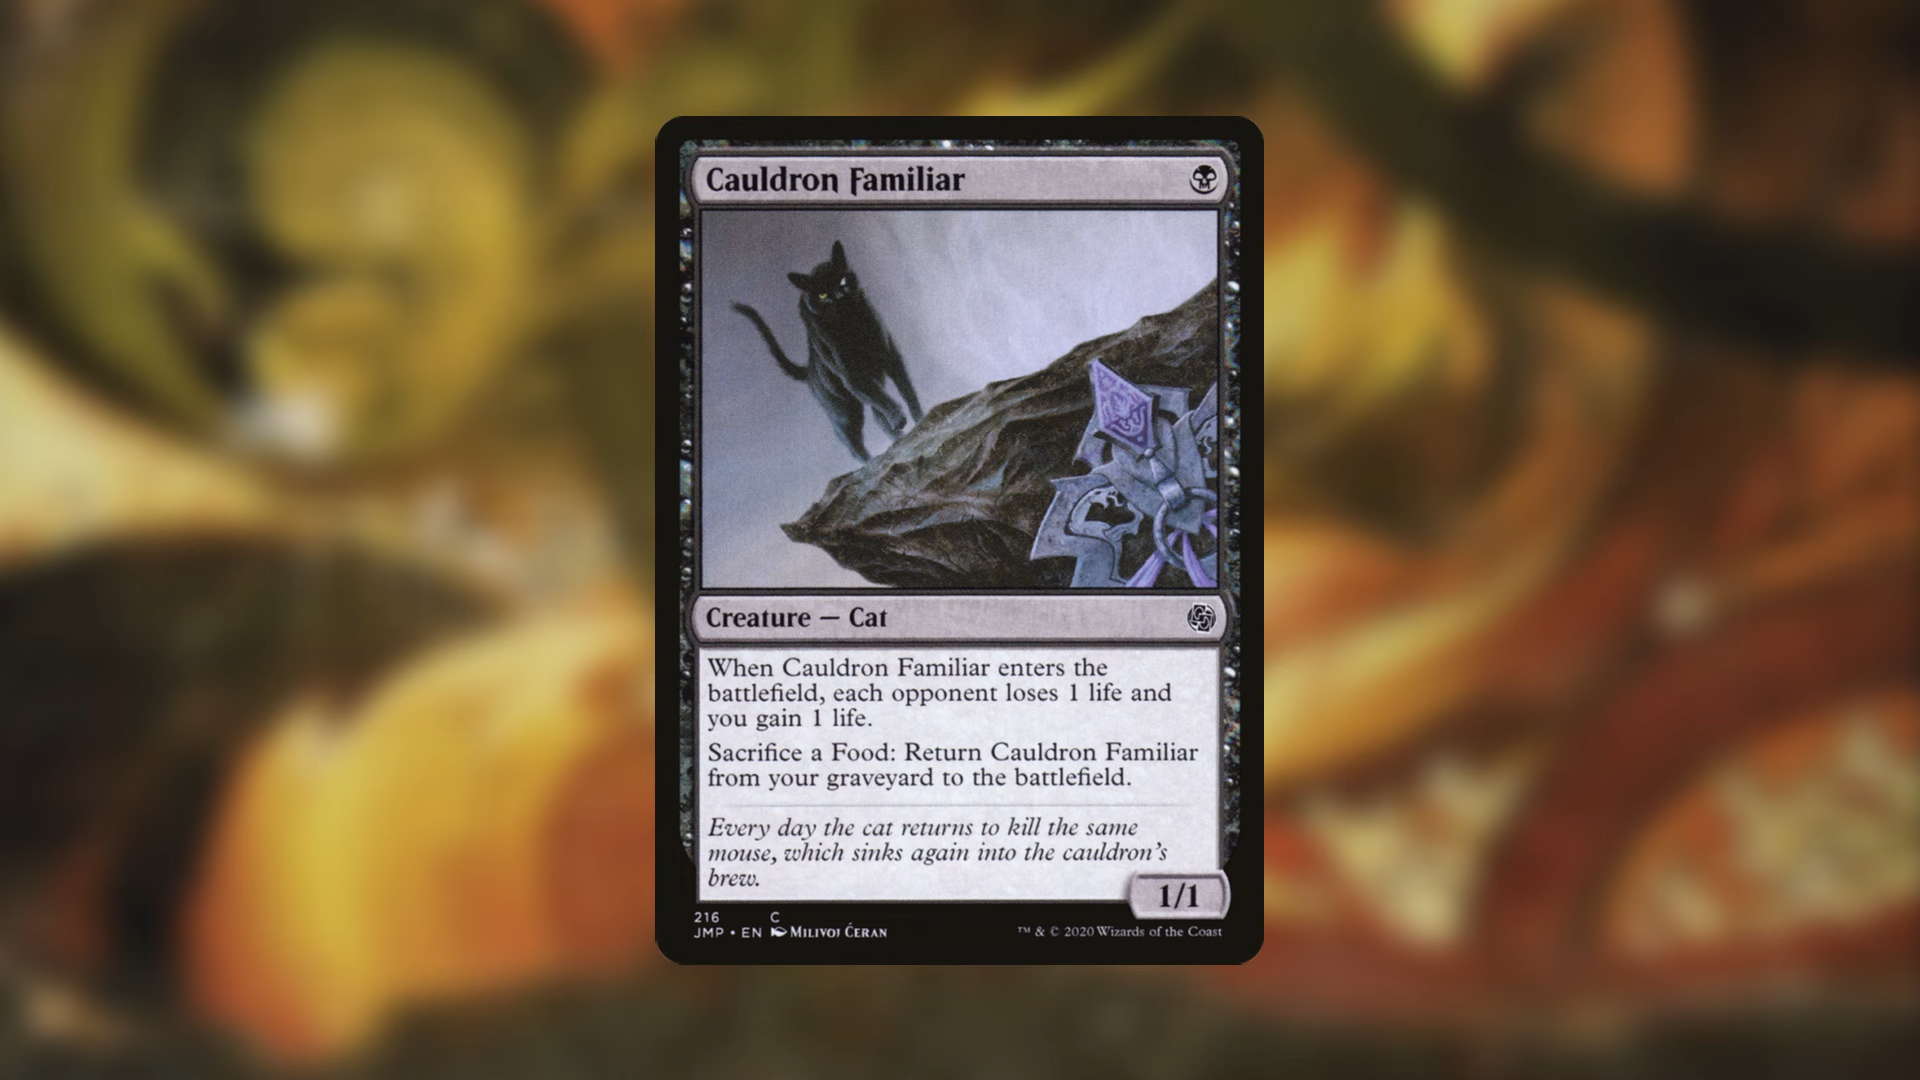 Cauldron Familiar
Creature — Cat
When Cauldron Familiar enters the
battlefield, each opponent loses 1 life and
you gain 1 life.
Sacrifice a Food: Return Cauldron Familiar
from your graveyard to the battlefield.
Every day the cat returns to kill the same
mouse, which sinks again into the cauldron's
brew.
1/1
216 C
JMP • EN Milivoj Ćeran
™ & © 2020 Wizards of the Coast